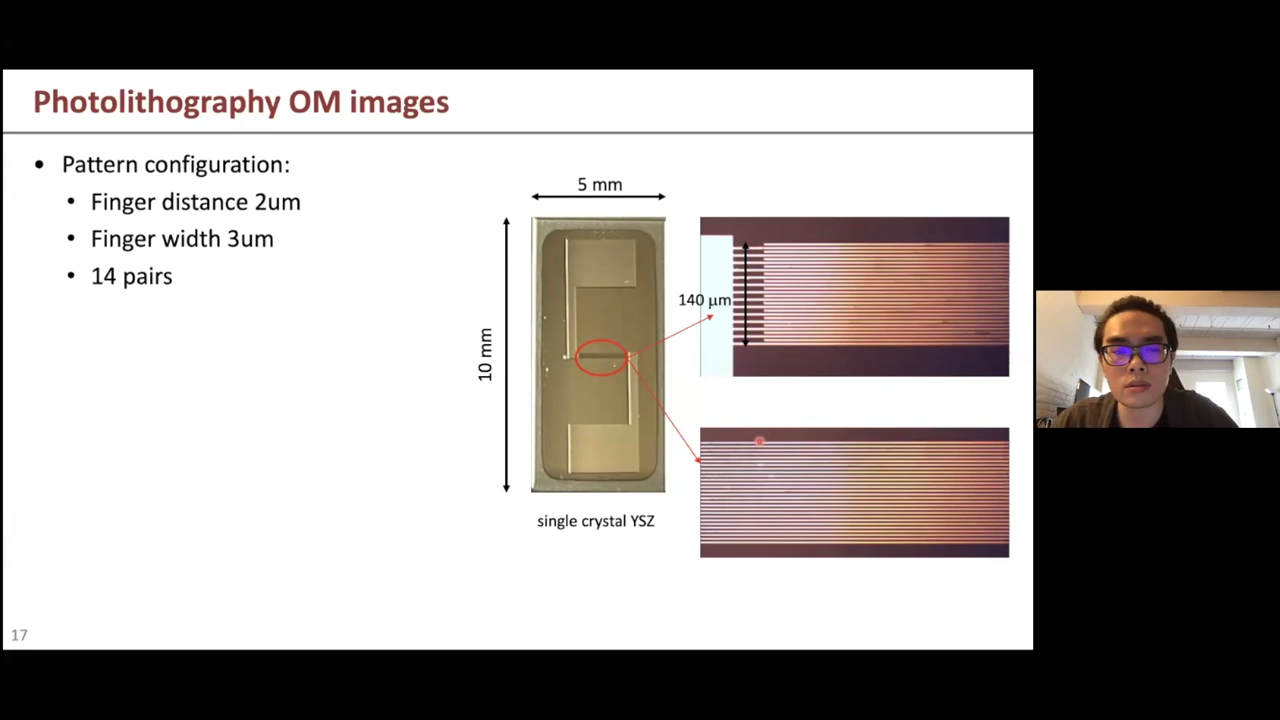 Photolithography OM images
• Pattern configuration:
• Finger distance 2um
• Finger width 3um
• 14 pairs
5 mm
10 mm
140 μm
single crystal YSZ
17